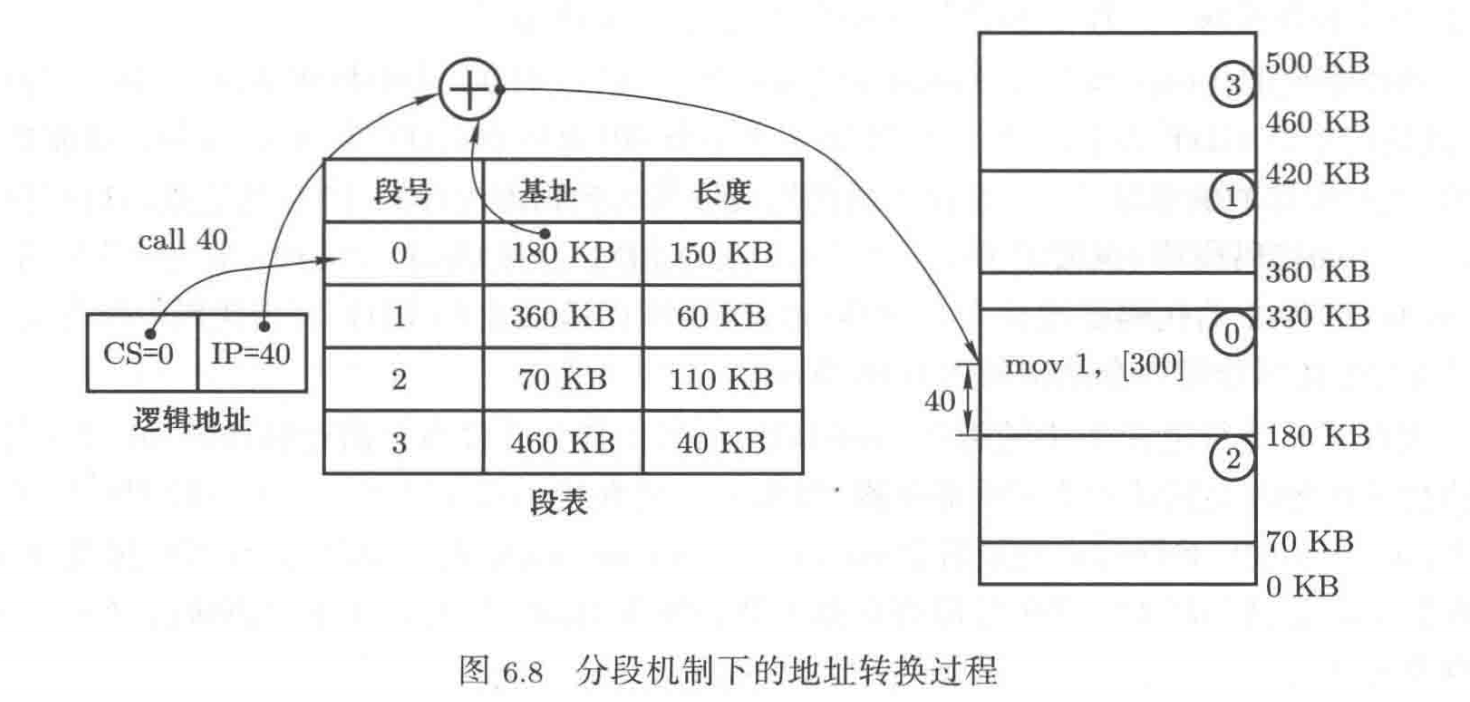 call 40
CS=0 IP=40
逻辑地址
段号 基址 长度
0 180 KB 150 KB
1 360 KB 60 KB
2 70 KB 110 KB
3 460 KB 40 KB
段表
500 KB
③
460 KB
420 KB
①
360 KB
330 KB
⓪
mov 1, [300]
40
180 KB
②
70 KB
0 KB
图 6.8 分段机制下的地址转换过程